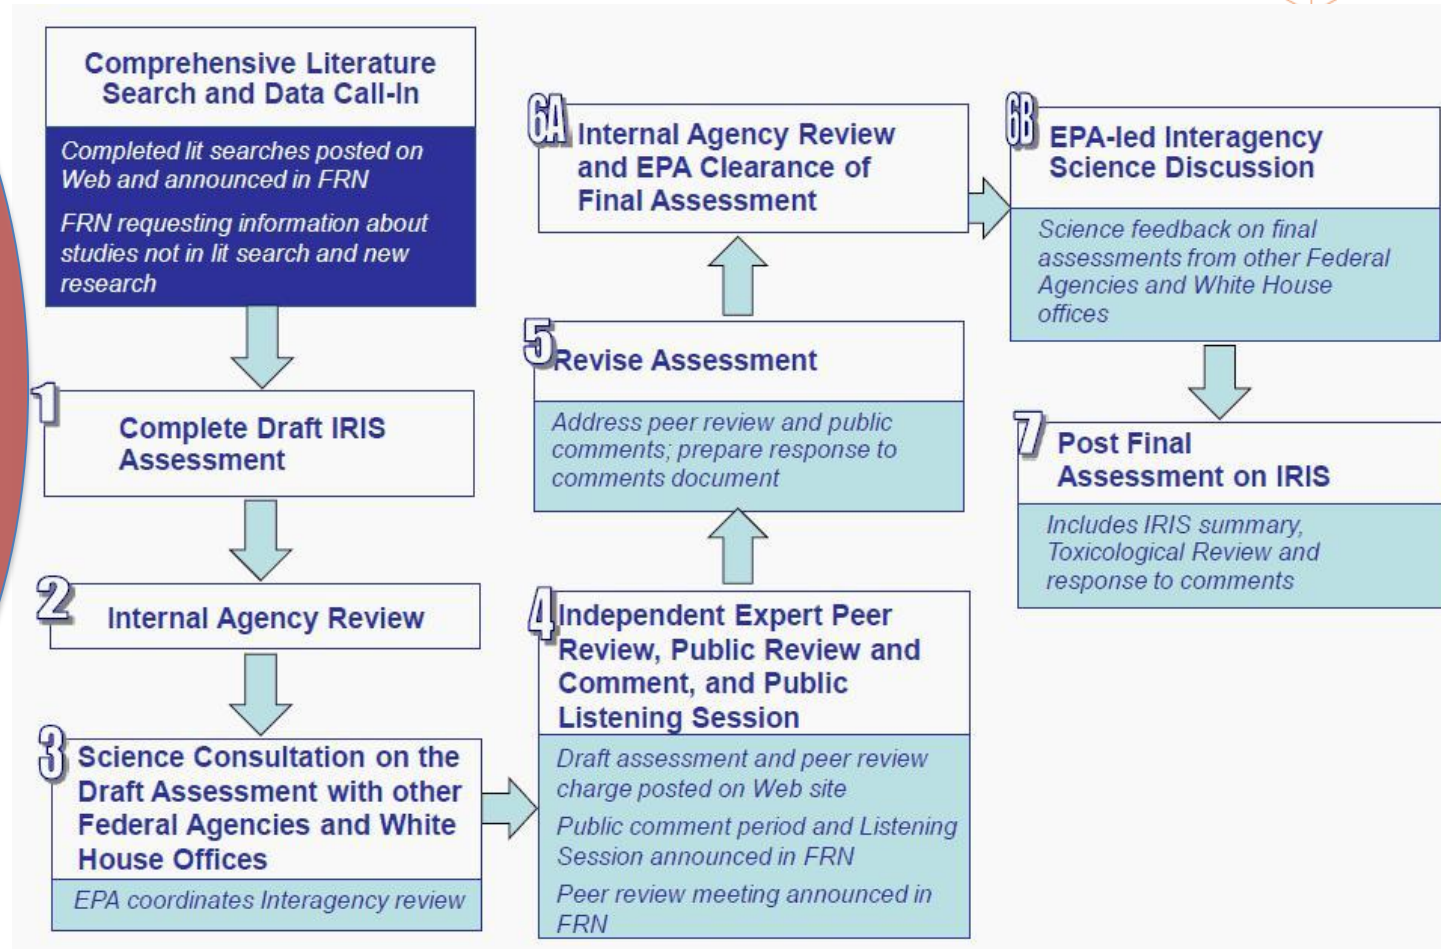 Comprehensive Literature
Search and Data Call-In
Completed lit searches posted on
Web and announced in FRN
FRN requesting information about
studies not in lit search and new
research
1
Complete Draft IRIS
Assessment
2
Internal Agency Review
3
Science Consultation on the
Draft Assessment with other
Federal Agencies and White
House Offices
EPA coordinates Interagency review
4
Independent Expert Peer
Review, Public Review and
Comment, and Public
Listening Session
Draft assessment and peer review
charge posted on Web site
Public comment period and Listening
Session announced in FRN
Peer review meeting announced in
FRN
5
Revise Assessment
Address peer review and public
comments; prepare response to
comments document
6A
Internal Agency Review
and EPA Clearance of
Final Assessment
6B
EPA-led Interagency
Science Discussion
Science feedback on final
assessments from other Federal
Agencies and White House
offices
7
Post Final
Assessment on IRIS
Includes IRIS summary,
Toxicological Review and
response to comments